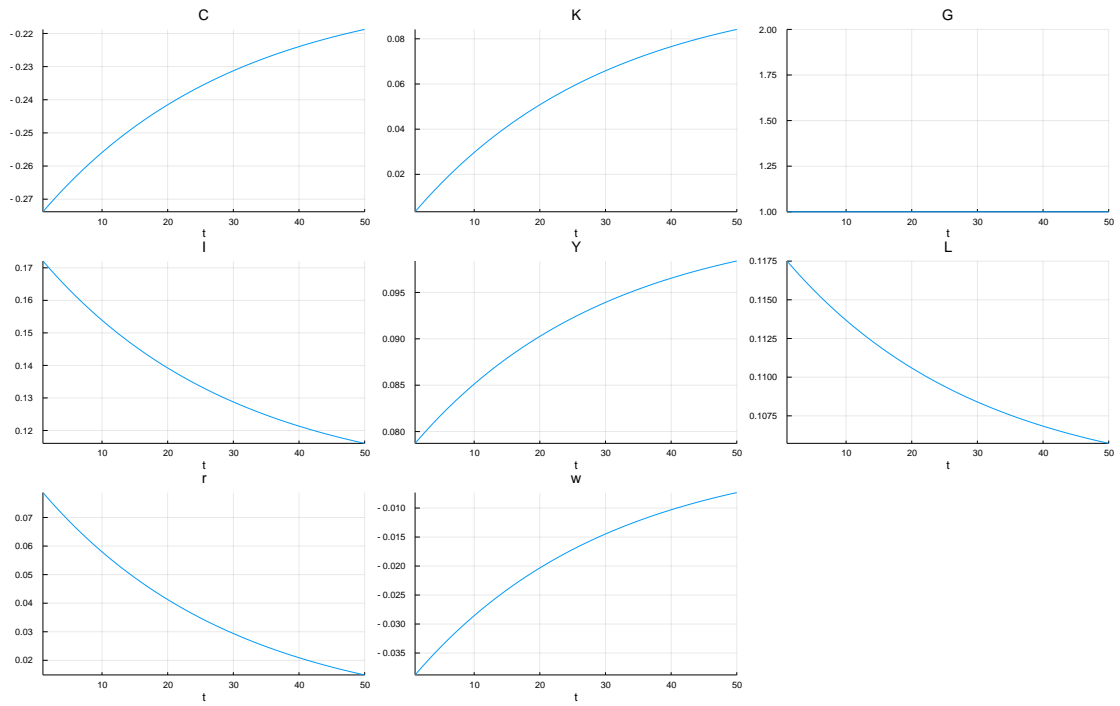 C
- 0.22
- 0.23
- 0.24
- 0.25
- 0.26
- 0.27
10 20 30 40 50
t
K
0.08
0.06
0.04
0.02
10 20 30 40 50
t
G
2.00
1.75
1.50
1.25
1.00
10 20 30 40 50
t
I
0.17
0.16
0.15
0.14
0.13
0.12
10 20 30 40 50
t
Y
0.095
0.090
0.085
0.080
10 20 30 40 50
t
L
0.1175
0.1150
0.1125
0.1100
0.1075
10 20 30 40 50
t
r
0.07
0.06
0.05
0.04
0.03
0.02
10 20 30 40 50
t
w
- 0.010
- 0.015
- 0.020
- 0.025
- 0.030
- 0.035
10 20 30 40 50
t